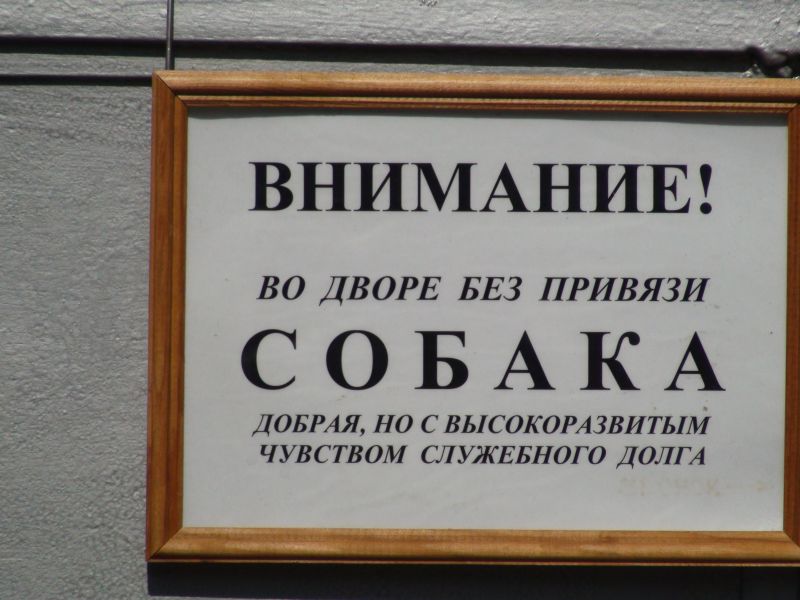 ВНИМАНИЕ!
ВО ДВОРЕ БЕЗ ПРИВЯЗИ
СОБАКА
ДОБРАЯ, НО С ВЫСОКОРАЗВИТЫМ
ЧУВСТВОМ СЛУЖЕБНОГО ДОЛГА